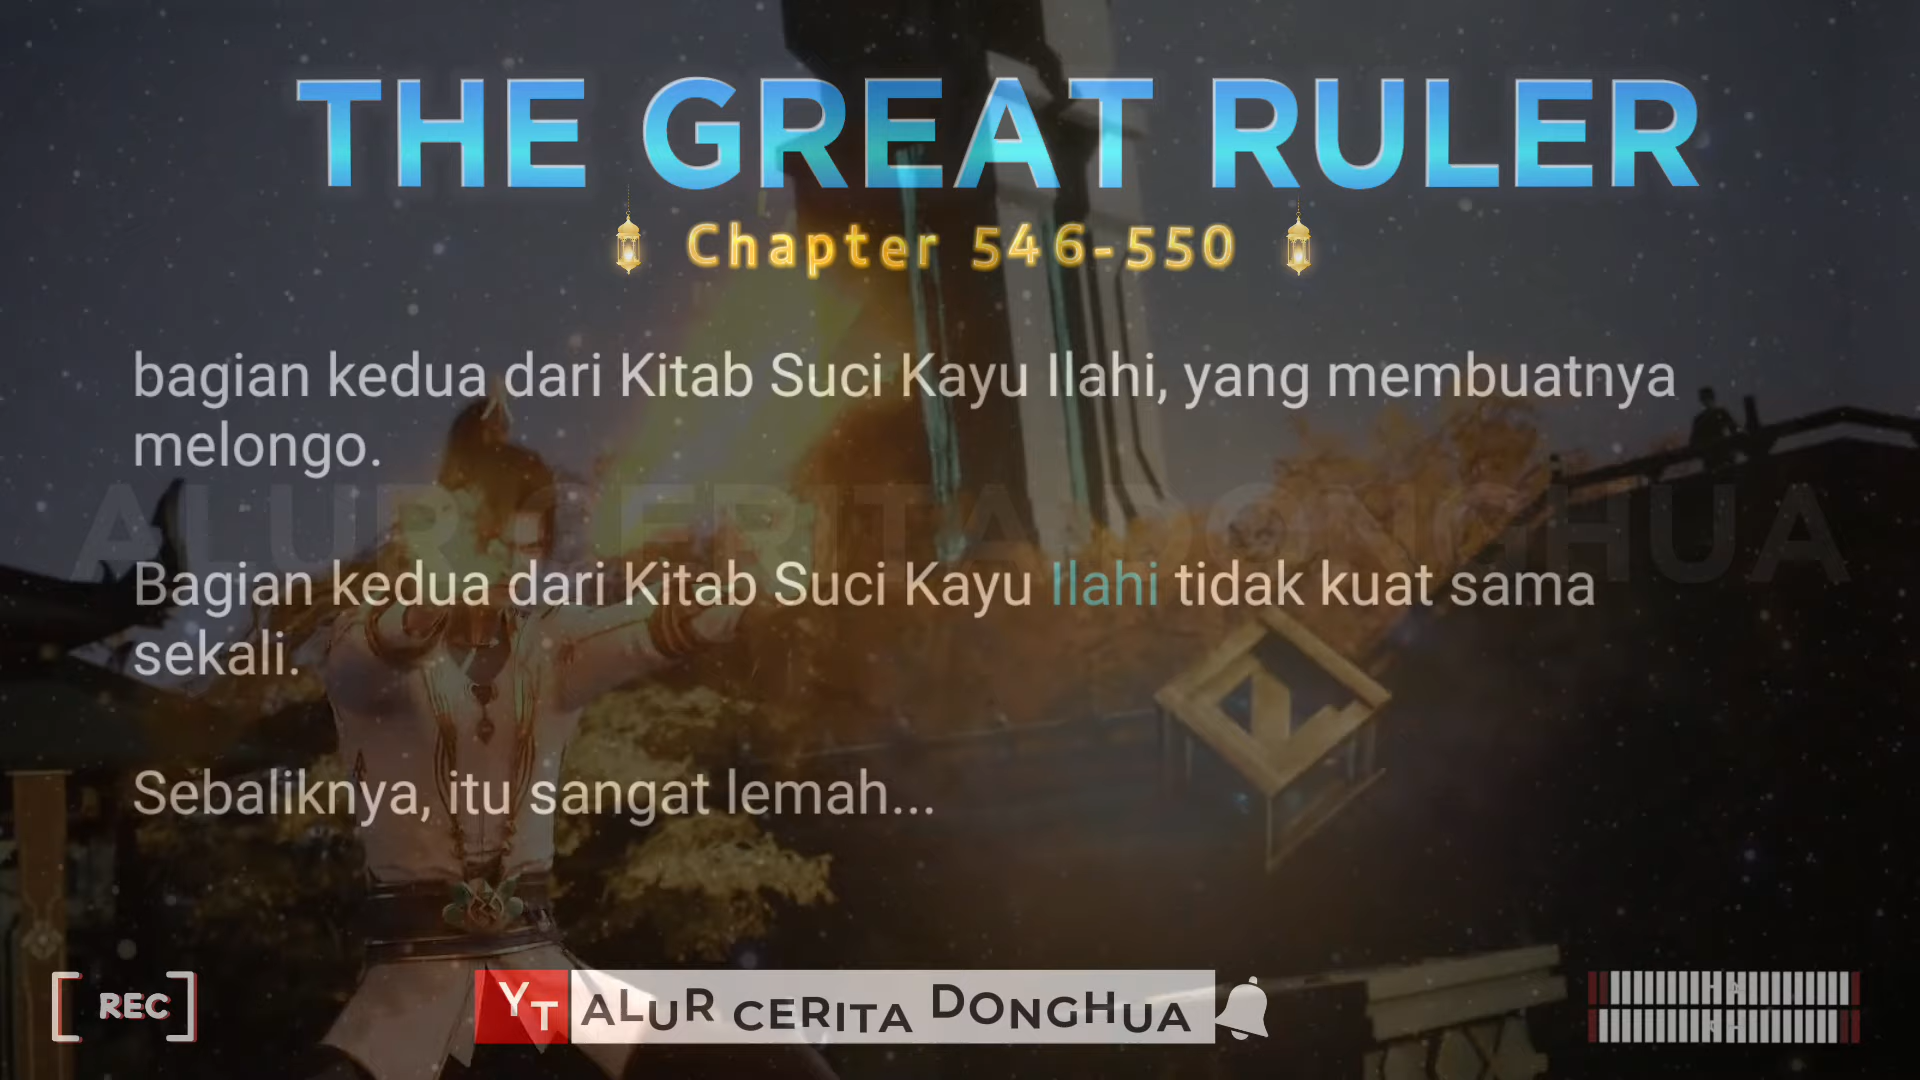 THE GREAT RULER
Chapter 546-550
bagian kedua dari Kitab Suci Kayu Ilahi, yang membuatnya
melongo.
ALUR CERITA DONGHUA
Bagian kedua dari Kitab Suci Kayu Ilahi tidak kuat sama
sekali.
Sebaliknya, itu sangat lemah...
REC
YT ALUR CERITA DONGHUA